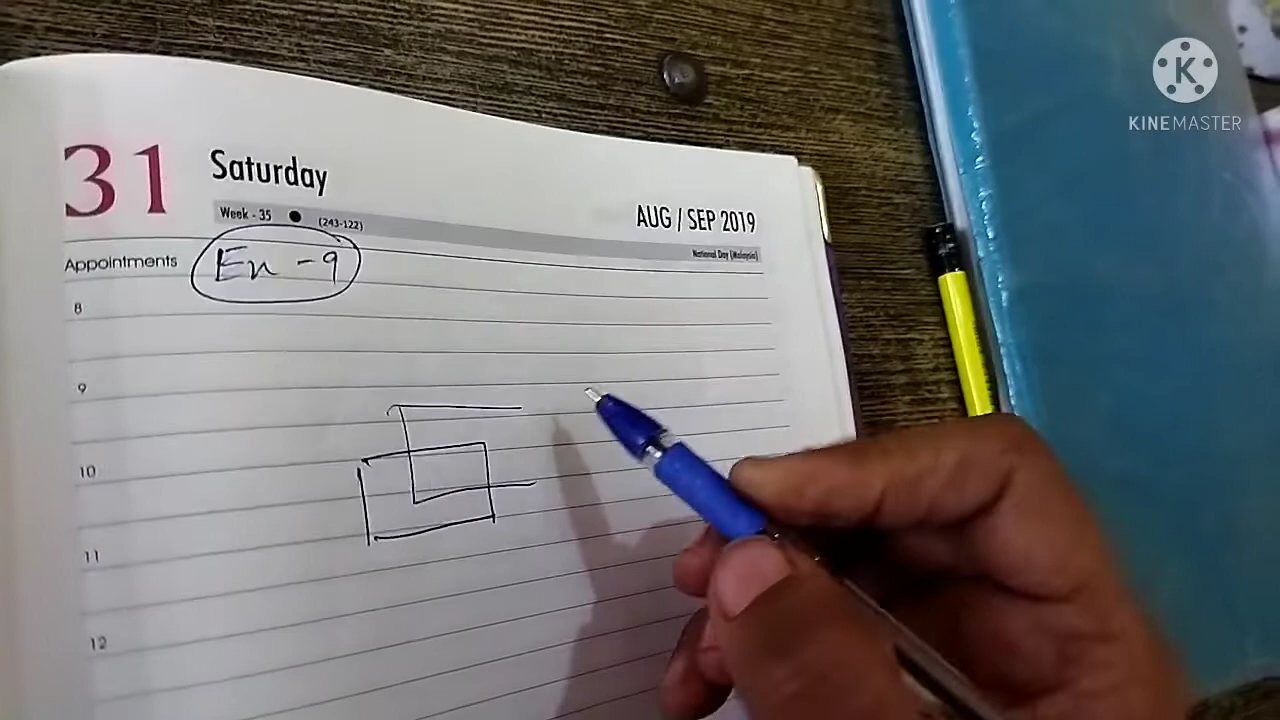 K
KINEMASTER
31 Saturday
Week - 35 ● (243-122)
AUG / SEP 2019
National Day (Malaysia)
Appointments
En - 9
8
9
10
11
12